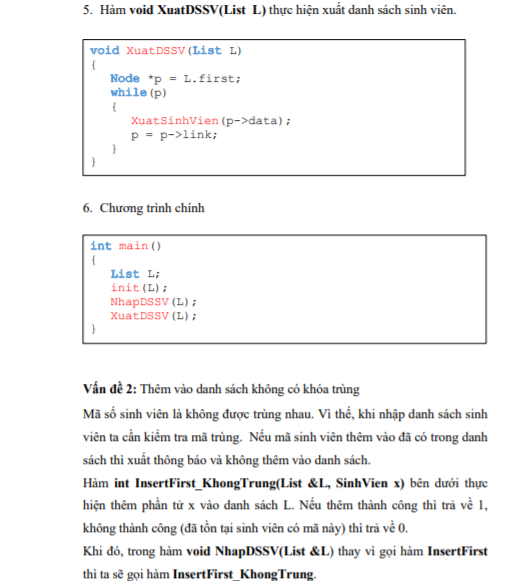 5. Hàm void XuatDSSV(List L) thực hiện xuất danh sách sinh viên.
void XuatDSSV(List L)
{
Node *p = L.first;
while(p)
{
XuatSinhVien(p->data);
p = p->link;
}
}
6. Chương trình chính
int main()
{
List L;
init(L);
NhapDSSV(L);
XuatDSSV(L);
}
Vấn đề 2: Thêm vào danh sách không có khóa trùng
Mã số sinh viên là không được trùng nhau. Vì thế, khi nhập danh sách sinh
viên ta cần kiểm tra mã trùng. Nếu mã sinh viên thêm vào đã có trong danh
sách thì xuất thông báo và không thêm vào danh sách.
Hàm int InsertFirst_KhongTrung(List &L, SinhVien x) bên dưới thực
hiện thêm phần tử x vào danh sách L. Nếu thêm thành công thì trả về 1,
không thành công (đã tồn tại sinh viên có mã này) thì trả về 0.
Khi đó, trong hàm void NhapDSSV(List &L) thay vì gọi hàm InsertFirst
thì ta sẽ gọi hàm InsertFirst_KhongTrung.